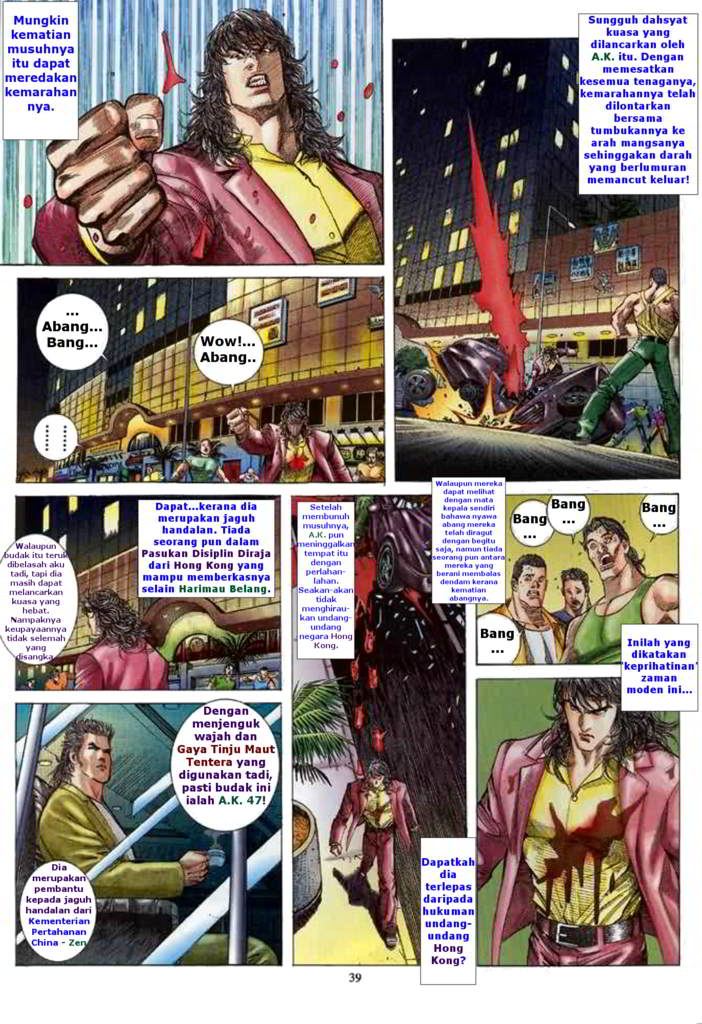 Mungkin
kematian
musuhnya
itu dapat
meredakan
kemarahan
nya.
Sungguh dahsyat
kuasa yang
dilancarkan oleh
A.K. itu. Dengan
memesatkan
kesemua tenaganya,
kemarahannya telah
dilontarkan
bersama
tumbukannya ke
arah mangsanya
sehinggakan darah
yang berlumuran
memancut keluar!
...
Abang...
Bang...
Wow!...
Abang..
Walaupun
budak itu teruk
dibelasah aku
tadi, tapi dia
masih dapat
melancarkan
kuasa yang
hebat.
Nampaknya
keupayaannya
tidak selemah
yang
disangka.
Dapat...kerana dia
merupakan jaguh
handalan. Tiada
seorang pun dalam
Pasukan Disiplin Diraja
dari Hong Kong yang
mampu memberkasnya
selain Harimau Belang.
Setelah
membunuh
musuhnya,
A.K. pun
meninggalkan
tempat itu
dengan
perlahan-
lahan.
Seakan-akan
tidak
menghirau-
kan undang-
undang
negara Hong
Kong.
Walaupun mereka
dapat melihat
dengan mata
kepala sendiri
bahawa nyawa
abang mereka
telah diragut
dengan begitu
saja, namun tiada
seorang pun antara
mereka yang
berani membalas
dendam kerana
kematian
abangnya.
Bang
...
Bang
...
Bang
...
Bang
...
Inilah yang
dikatakan
'keprihatinan'
zaman
moden ini...
Dengan
menjenguk
wajah dan
Gaya Tinju Maut
Tentera yang
digunakan tadi,
pasti budak ini
ialah A.K. 47!
Dia
merupakan
pembantu
kepada jaguh
handalan dari
Kementerian
Pertahanan
China - Zen
Dapatkah
dia
terlepas
daripada
hukuman
undang-
undang
Hong
Kong?
39